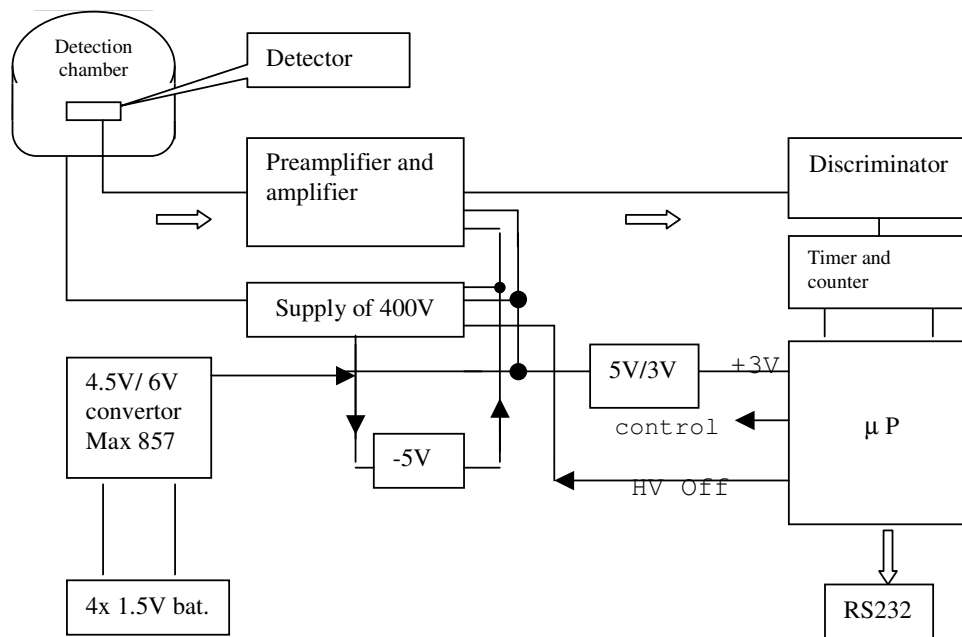 Detection
chamber
Detector
Preamplifier and
amplifier
Discriminator
Timer and
counter
Supply of 400V
4.5V/ 6V
convertor
Max 857
5V/3V
+3V
control
μ P
-5V
HV Off
4x 1.5V bat.
RS232